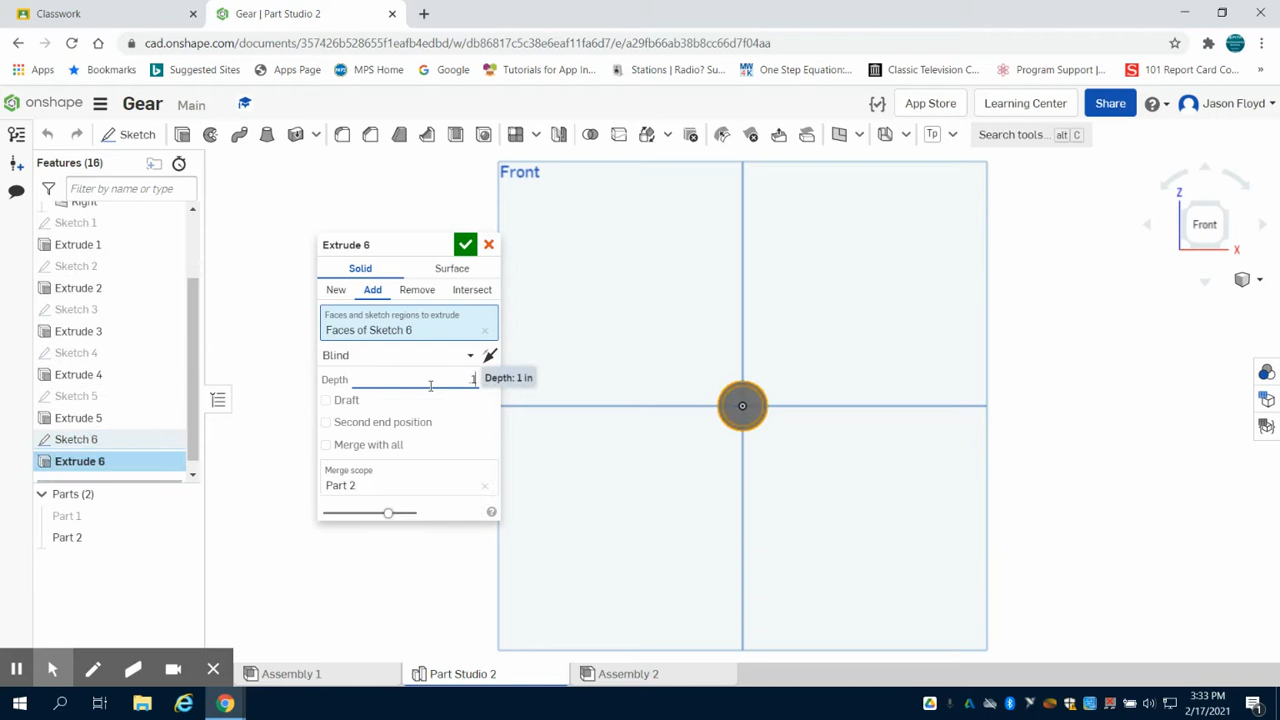 Classwork
Gear | Part Studio 2
cad.onshape.com/documents/357426b528655f1eafb4edbd/w/db86817c5c38e6eaf11fa6d7/e/a29fb66ab38b8cc66d7f04aa
Apps
Bookmarks
Suggested Sites
Apps Page
MPS Home
Google
Tutorials for App In...
Stations | Radio? Su...
One Step Equation:...
Classic Television C...
Program Support |...
101 Report Card Co...
»
onshape
Gear
Main
App Store
Learning Center
Share
Jason Floyd
Sketch
Tp
Search tools... alt C
Features (16)
Filter by name or type
Right
Sketch 1
Extrude 1
Sketch 2
Extrude 2
Sketch 3
Extrude 3
Sketch 4
Extrude 4
Sketch 5
Extrude 5
Sketch 6
Extrude 6
Parts (2)
Part 1
Part 2
Extrude 6
Solid
Surface
New
Add
Remove
Intersect
Faces and sketch regions to extrude
Faces of Sketch 6
Blind
Depth
.1
Depth: 1 in
Draft
Second end position
Merge with all
Merge scope
Part 2
Front
Z
Front
X
Assembly 1
Part Studio 2
Assembly 2
3:33 PM
2/17/2021
1